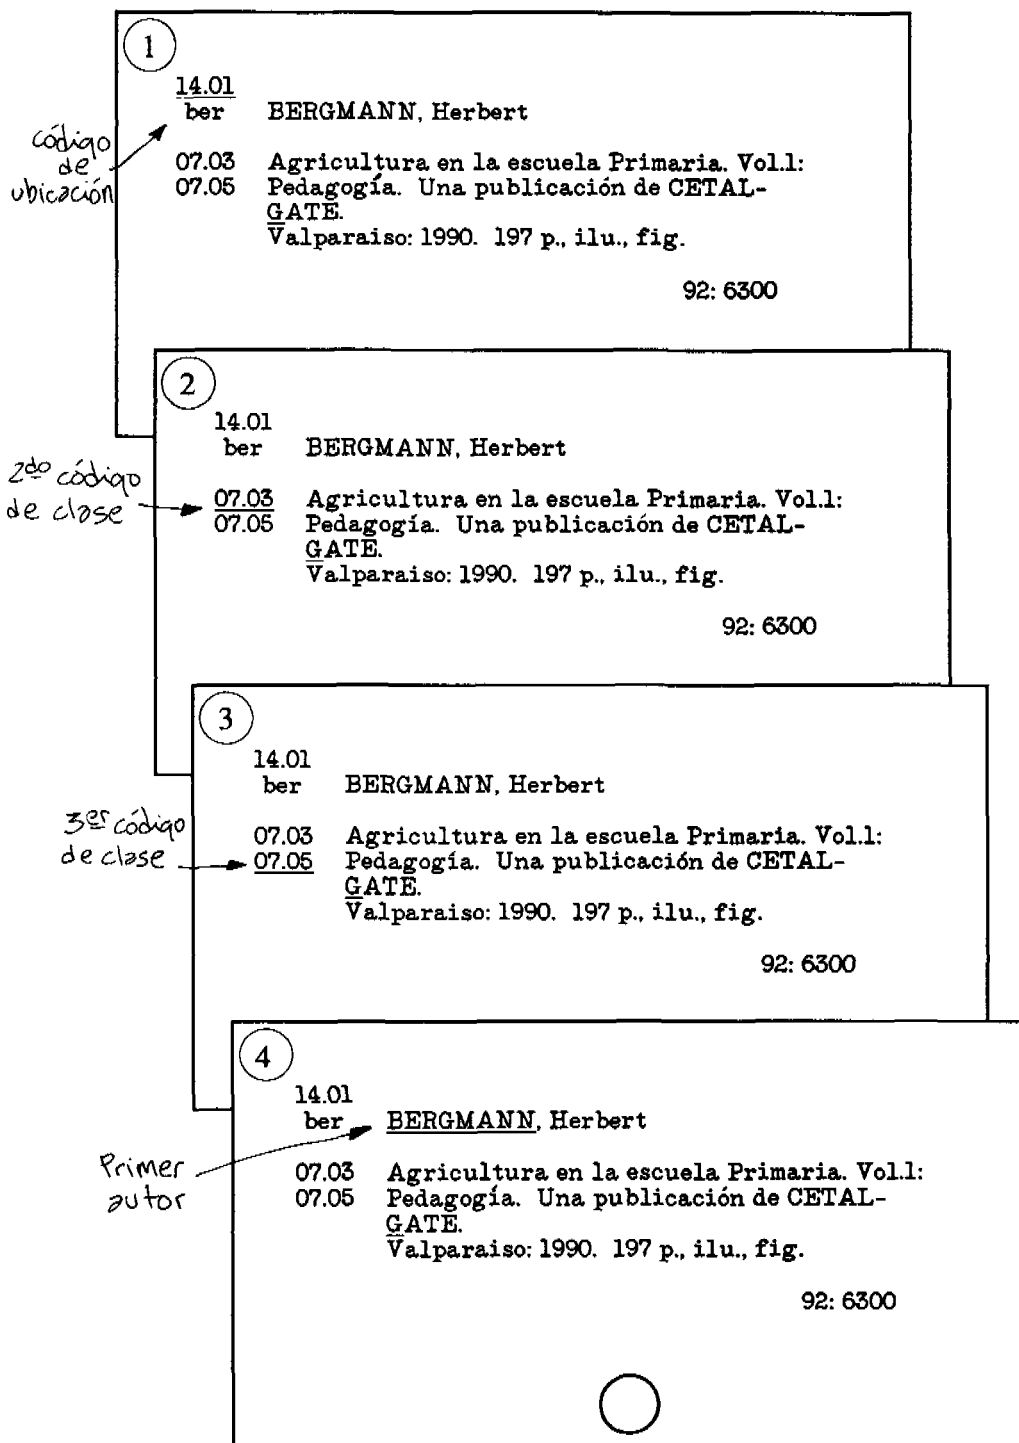 1
14.01
ber BERGMANN, Herbert
código
de
ubicación
07.03 Agricultura en la escuela Primaria. Vol.1:
07.05 Pedagogía. Una publicación de CETAL-
GATE.
Valparaiso: 1990. 197 p., ilu., fig.
92: 6300
2
14.01
ber BERGMANN, Herbert
2do código
de clase
07.03 Agricultura en la escuela Primaria. Vol.1:
07.05 Pedagogía. Una publicación de CETAL-
GATE.
Valparaiso: 1990. 197 p., ilu., fig.
92: 6300
3
14.01
ber BERGMANN, Herbert
3er código
de clase
07.03 Agricultura en la escuela Primaria. Vol.1:
07.05 Pedagogía. Una publicación de CETAL-
GATE.
Valparaiso: 1990. 197 p., ilu., fig.
92: 6300
4
14.01
ber BERGMANN, Herbert
Primer
autor
07.03 Agricultura en la escuela Primaria. Vol.1:
07.05 Pedagogía. Una publicación de CETAL-
GATE.
Valparaiso: 1990. 197 p., ilu., fig.
92: 6300